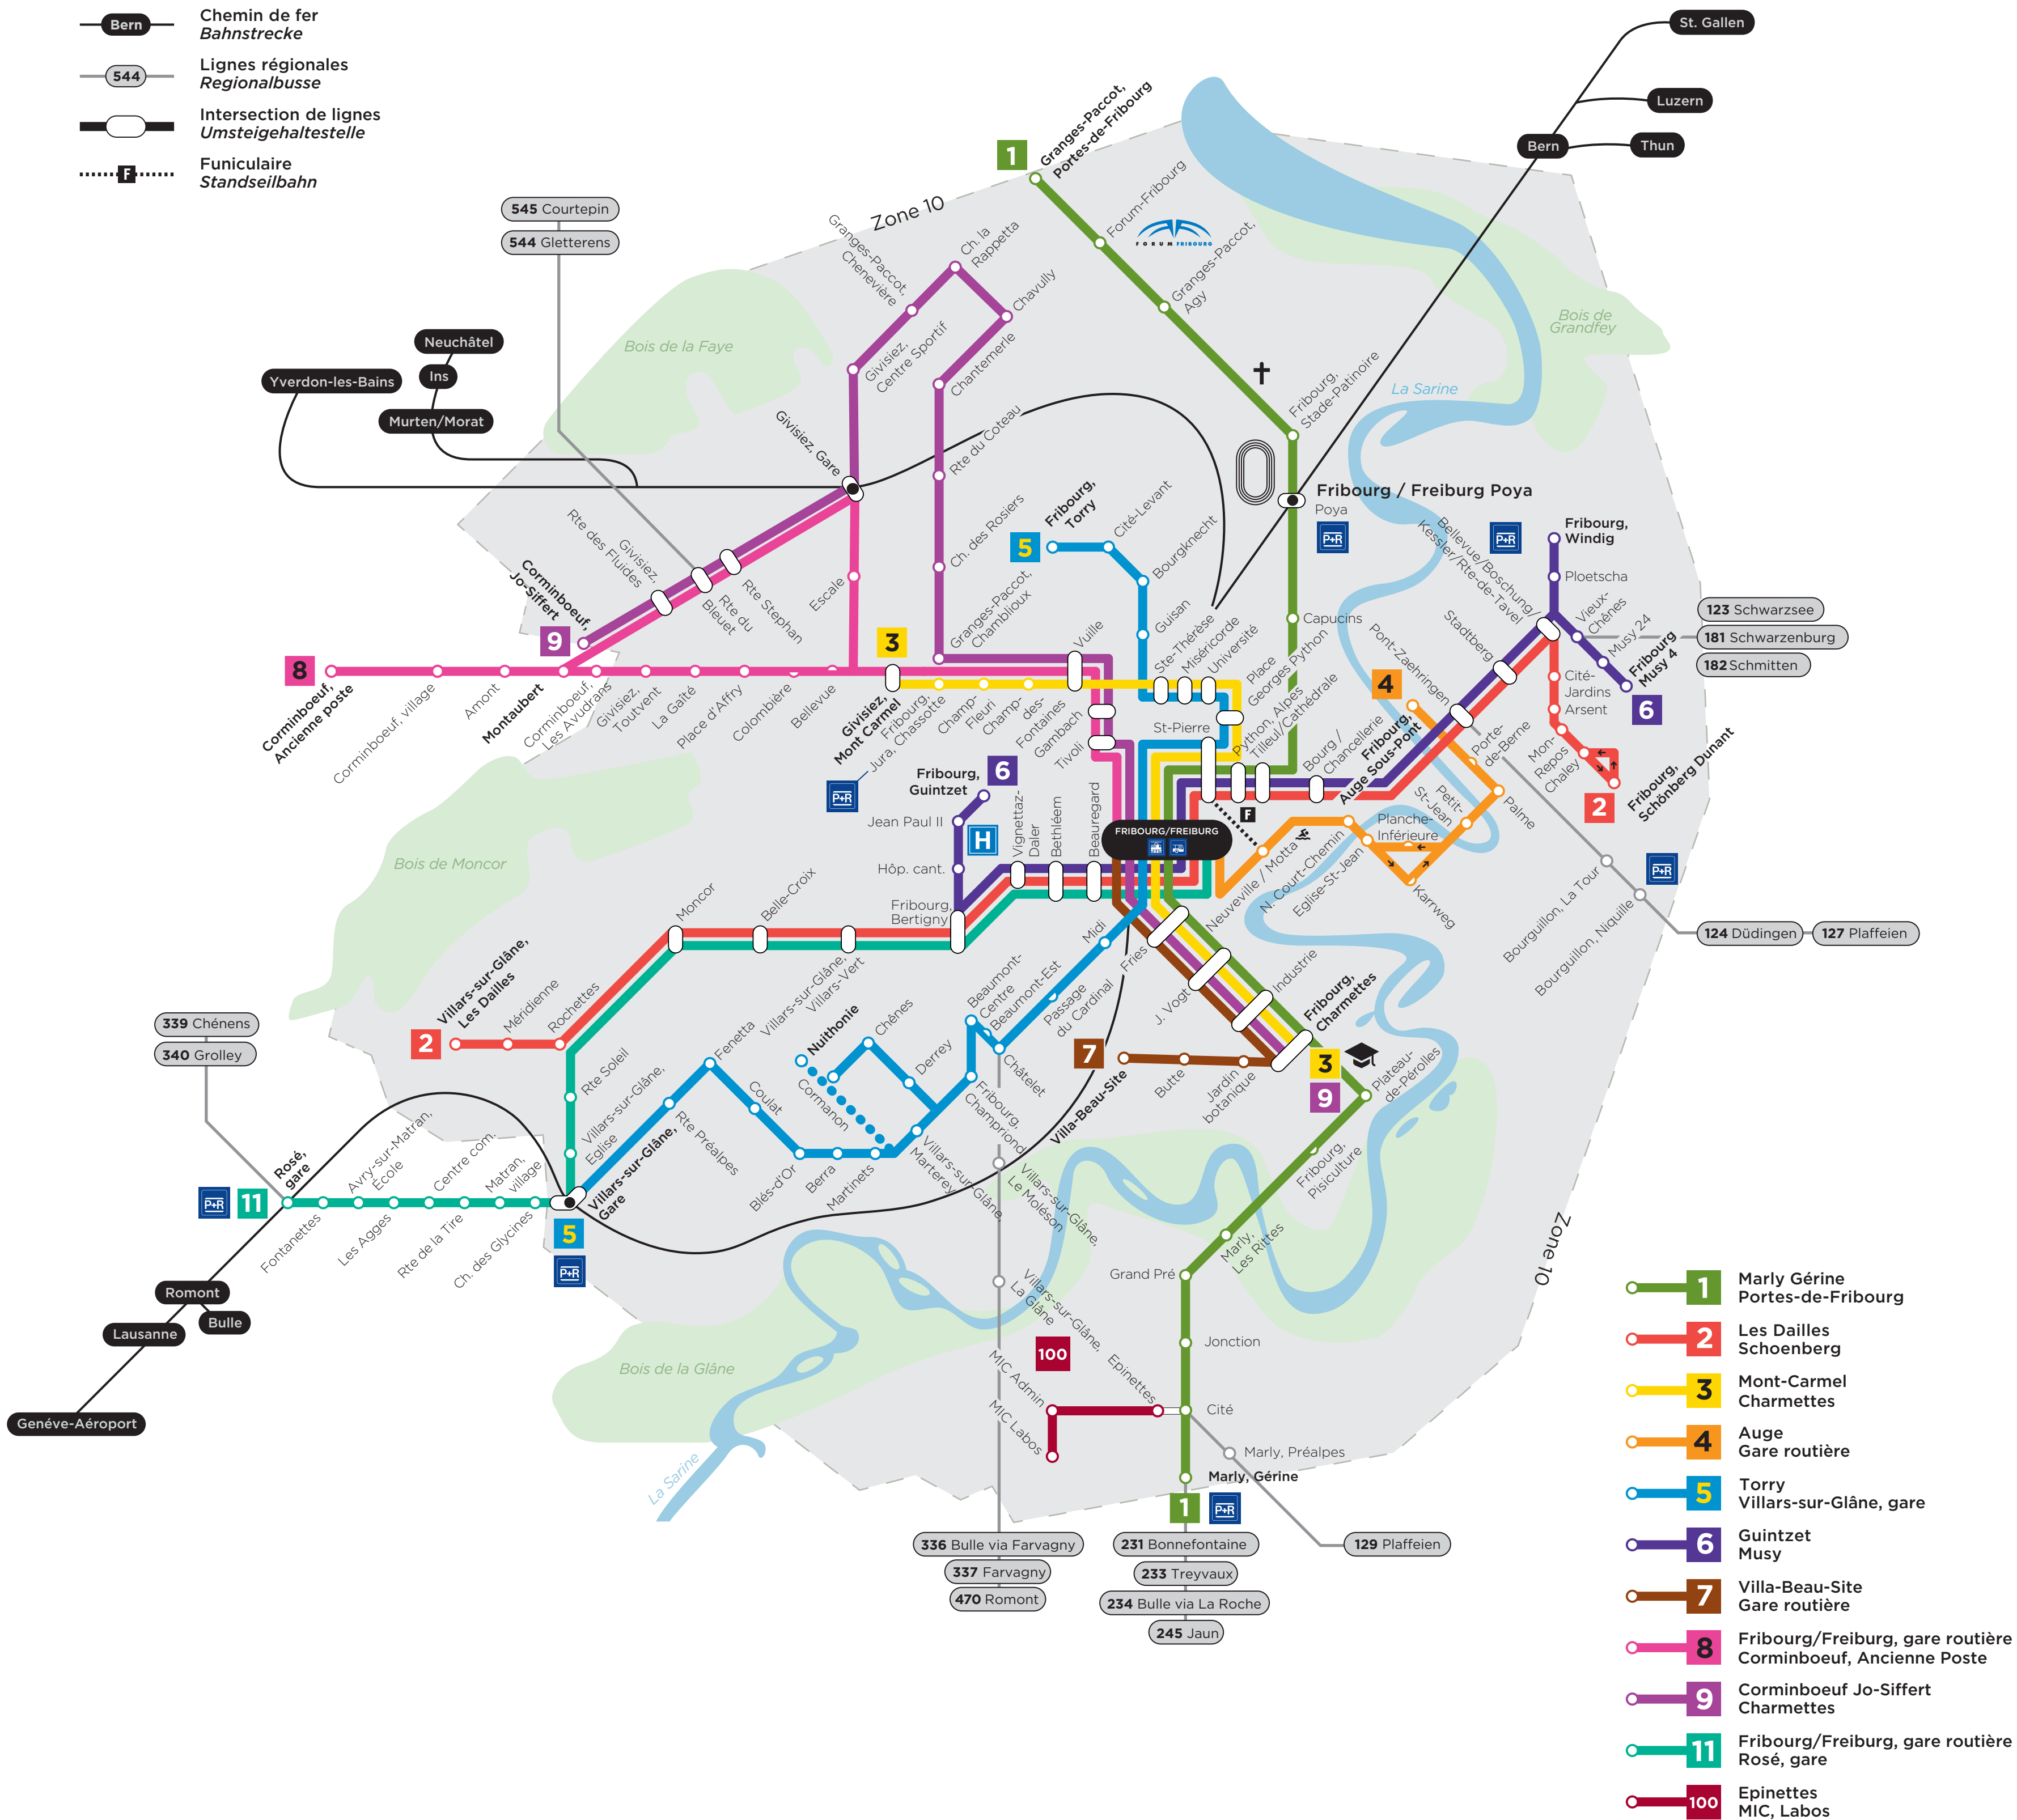 Bern
Chemin de fer
Bahnstrecke
544
Lignes régionales
Regionalbusse
Intersection de lignes
Umsteigehaltestelle
F
Funiculaire
Standseilbahn
St. Gallen
Luzern
Bern
Thun
545 Courtepin
544 Gletterens
Neuchâtel
Ins
Yverdon-les-Bains
Murten/Morat
Zone 10
1
Granges-Paccot,
Portes-de-Fribourg
Forum-Fribourg
FORUM FRIBOURG
Granges-Paccot,
Agy
Fribourg,
Stade-Patinoire
Fribourg / Freiburg Poya
Poya
P+R
Capucins
Bois de la Faye
Bois de
Grandfey
La Sarine
Granges-Paccot,
Chenevière
Ch. la
Rappetta
Chavully
Givisiez,
Centre Sportif
Chantemerle
Rte du Coteau
Ch. des Rosiers
Granges-Paccot,
Chamblioux
Givisiez, Gare
Rte des Fluides
Givisiez,
Bleuet
Rte du
Rte Stephan
Escale
Corminboeuf,
Jo-Siffert
9
8
Corminboeuf,
Ancienne poste
Corminboeuf, village
Amont
Montaubert
Corminboeuf,
Les Avudrans
Givisiez,
Toutvent
La Gaîté
Place d'Affry
Colombière
Bellevue
3
Givisiez,
Mont Carmel
Fribourg,
Jura, Chassotte
P+R
Champ-
Fleuri
Champ-
des-
Fontaines
Vuille
Gambach
Tivoli
5
Fribourg,
Torry
Cité-Levant
Bourgknecht
Guisan
Ste-Thérèse
Miséricorde
Université
Place
Georges Python
St-Pierre
Python, Alpes
Tilleul/Cathédrale
Bourg /
Chancellerie
4
Fribourg,
Auge Sous-Pont
Pont-Zaehringen
Stadtberg
Bellevue/Boschung/
Kessler/Rte-de-Tavel
P+R
Fribourg,
Windig
Ploetscha
Vieux-
Chênes
Musy 24
Fribourg
Musy 4
6
123 Schwarzsee
181 Schwarzenburg
182 Schmitten
Cité-
Jardins
Arsent
Mon-
Repos
Chaley
2
Fribourg,
Schönberg Dunant
Porte-
de-Berne
Palme
Petit-
St-Jean
Planche-
Inférieure
Karrweg
Eglise-St-Jean
N. Court-Chemin
Neuveville / Motta
F
FRIBOURG/FREIBURG
Bourguillon, La Tour
Bourguillon, Niquille
P+R
124 Düdingen
127 Plaffeien
Fribourg,
Guintzet
6
Jean Paul II
H
Hôp. cant.
Fribourg,
Bertigny
Vignettaz-
Daler
Bethléem
Beauregard
Bois de Moncor
Moncor
Belle-Croix
Villars-sur-Glâne,
Villars-Vert
2
Villars-sur-Glâne,
Les Dailles
Méridienne
Rochettes
Rte Soleil
Villars-sur-Glâne,
Eglise
339 Chénens
340 Grolley
Rosé,
gare
P+R
11
Fontanettes
Avry-sur-Matran,
École
Les Agges
Centre com.
Rte de la Tire
Matran,
village
Ch. des Glycines
Villars-sur-Glâne,
Gare
5
P+R
Romont
Bulle
Lausanne
Genéve-Aéroport
Rte Préalpes
Fenetta
Coulat
Blés-d'Or
Berra
Martinets
Nuithonie
Cormanon
Chênes
Derrey
Villars-sur-Glâne,
Marterey
Fribourg,
Champriond
Beaumont-
Centre
Beaumont-Est
Châtelet
Passage
du Cardinal
Midi
Fries
J. Vogt
Industrie
Fribourg,
Charmettes
3
9
7
Villa-Beau-Site
Butte
Jardin
botanique
Plateau-
de-Pérolles
Fribourg,
Pisiculture
Marly,
Les Rittes
Grand Pré
Jonction
Cité
Marly, Préalpes
Marly, Gérine
1
P+R
Villars-sur-Glâne,
Le Moléson
Villars-sur-Glâne,
La Glâne
100
MIC Admin
MIC Labos
Epinettes
Bois de la Glâne
La Sarine
Zone 10
336 Bulle via Farvagny
337 Farvagny
470 Romont
231 Bonnefontaine
233 Treyvaux
234 Bulle via La Roche
245 Jaun
129 Plaffeien
1
Marly Gérine
Portes-de-Fribourg
2
Les Dailles
Schoenberg
3
Mont-Carmel
Charmettes
4
Auge
Gare routière
5
Torry
Villars-sur-Glâne, gare
6
Guintzet
Musy
7
Villa-Beau-Site
Gare routière
8
Fribourg/Freiburg, gare routière
Corminboeuf, Ancienne Poste
9
Corminboeuf Jo-Siffert
Charmettes
11
Fribourg/Freiburg, gare routière
Rosé, gare
100
Epinettes
MIC, Labos